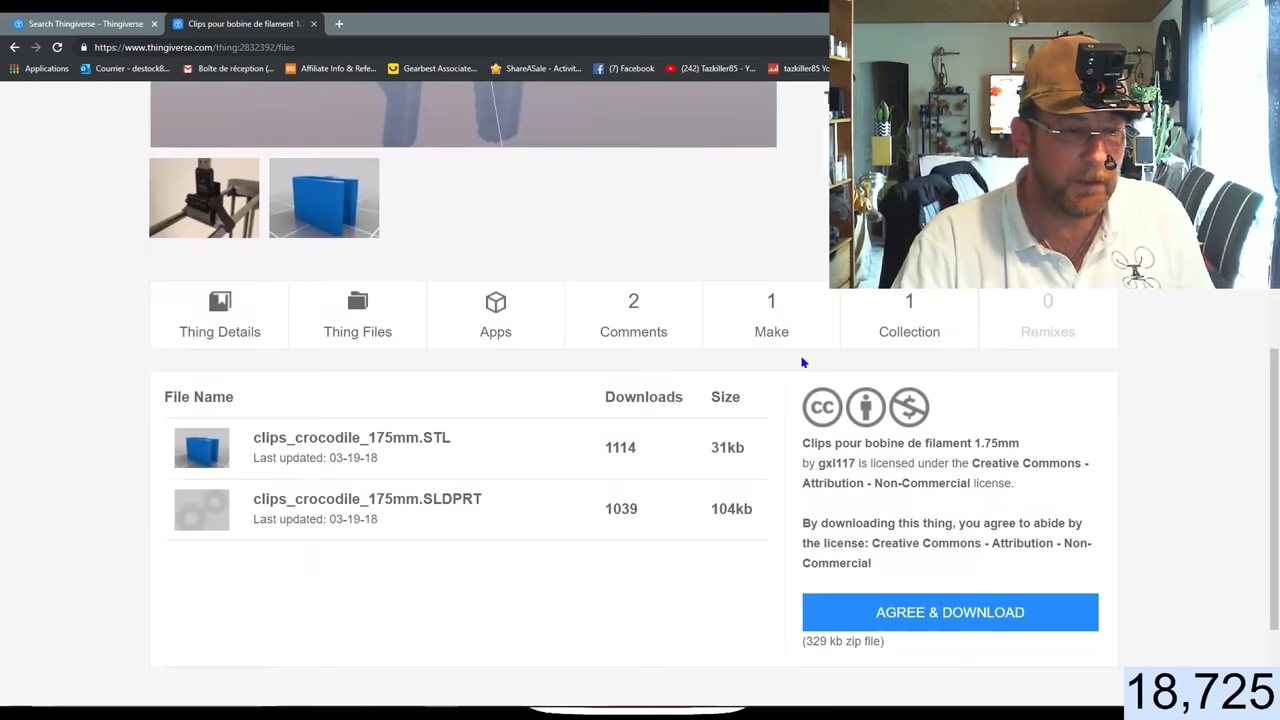 Search Thingiverse - Thingiverse
Clips pour bobine de filament 1.
https://www.thingiverse.com/thing:2832392/files
Applications
Courrier - destock8...
Boîte de réception (...
Affiliate Info & Refe...
Gearbest Associate...
ShareASale - Activit...
(7) Facebook
(242) Tazkiller85 - Y...
tazkiller85 Yo
Thing Details
Thing Files
Apps
2
Comments
1
Make
1
Collection
0
Remixes
File Name
Downloads
Size
clips_crocodile_175mm.STL
Last updated: 03-19-18
1114
31kb
clips_crocodile_175mm.SLDPRT
Last updated: 03-19-18
1039
104kb
cc
Clips pour bobine de filament 1.75mm
by gxl117 is licensed under the Creative Commons -
Attribution - Non-Commercial license.
By downloading this thing, you agree to abide by
the license: Creative Commons - Attribution - Non-
Commercial
AGREE & DOWNLOAD
(329 kb zip file)
18,725